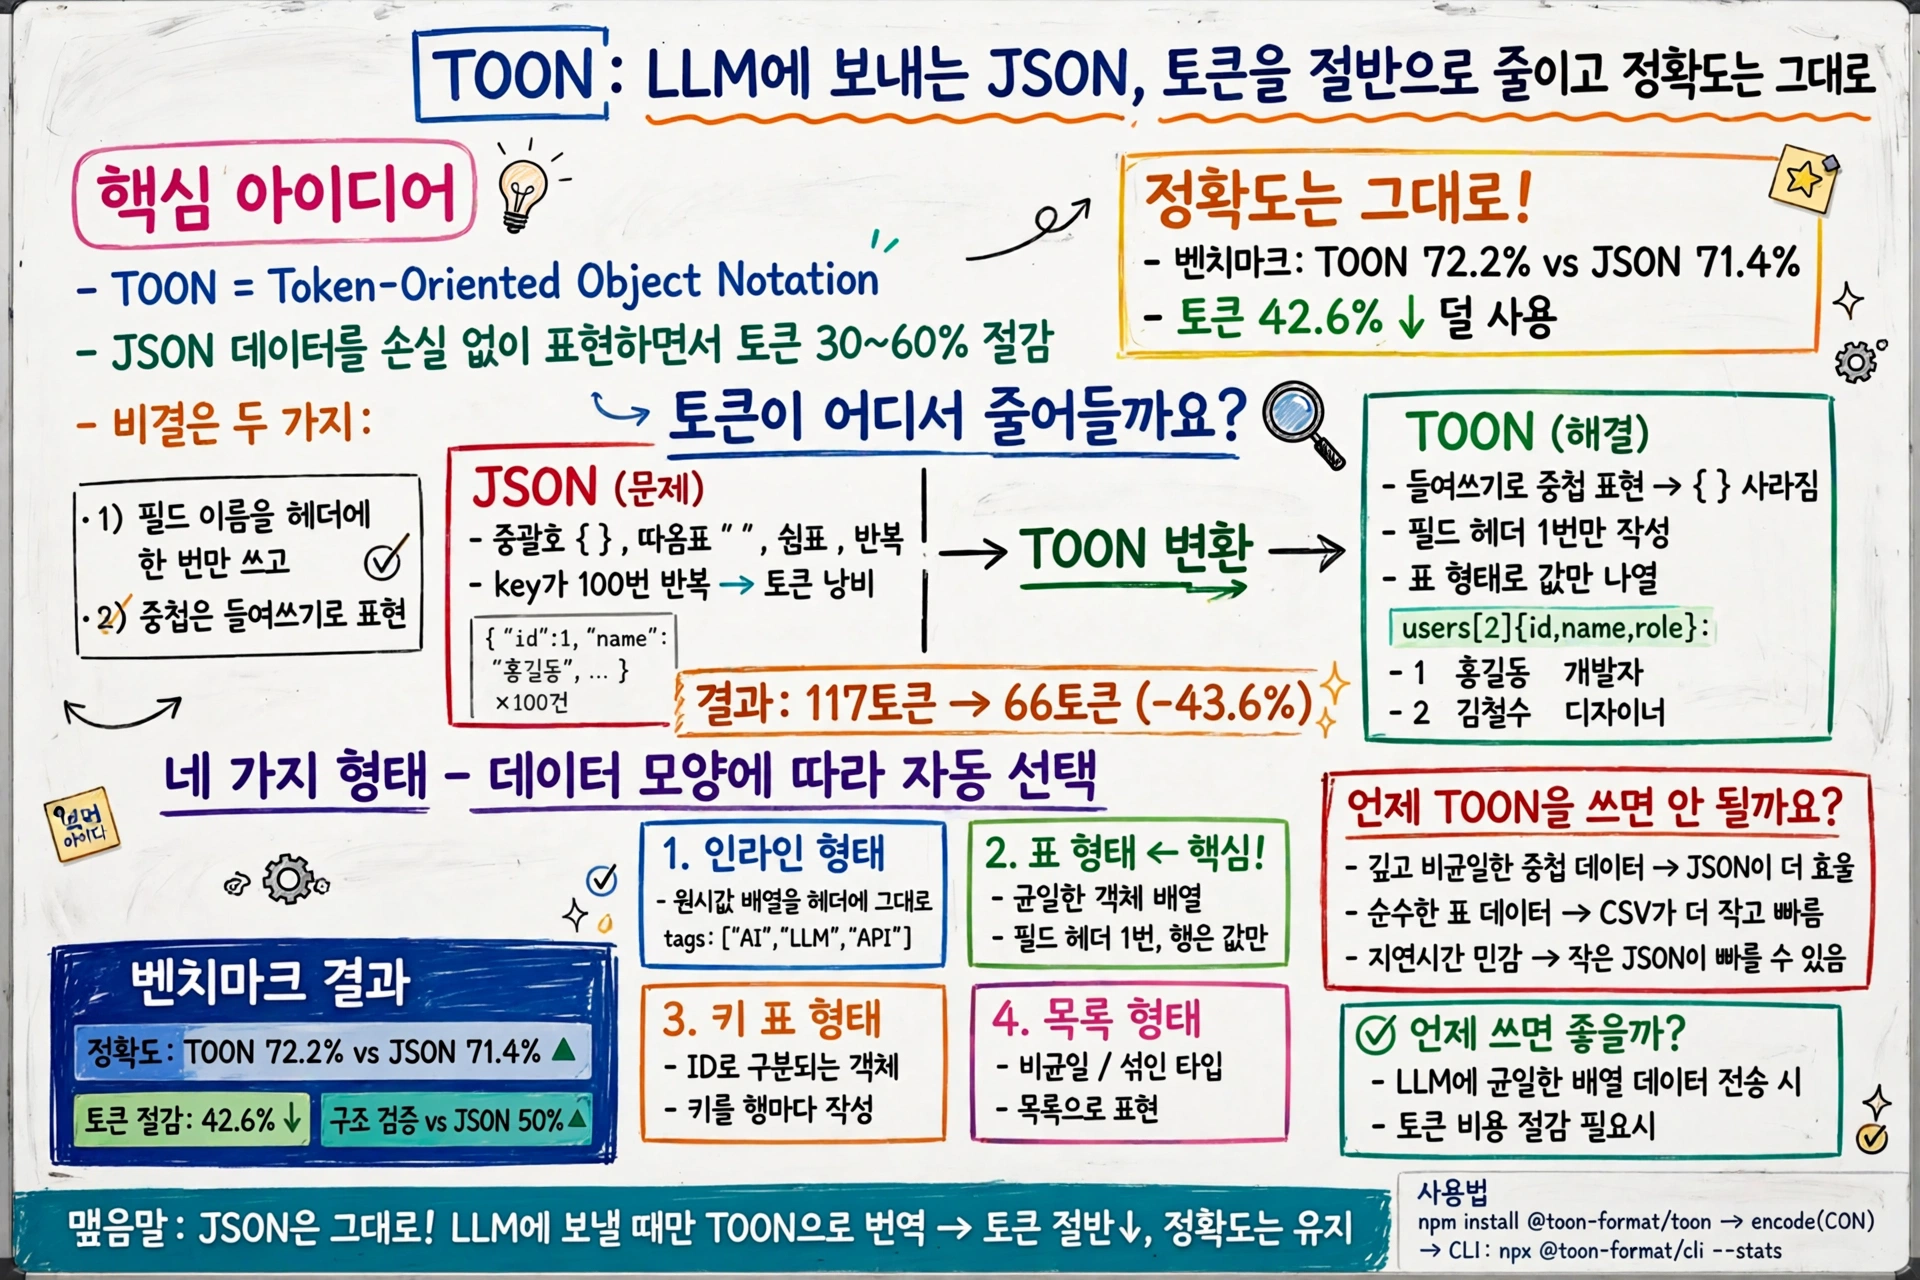 TOON : LLM에 보내는 JSON, 토큰을 절반으로 줄이고 정확도는 그대로
핵심 아이디어
- TOON = Token-Oriented Object Notation
- JSON 데이터를 손실 없이 표현하면서 토큰 30~60% 절감
- 비결은 두 가지:
· 1) 필드 이름을 헤더에
한 번만 쓰고
· 2) 중첩은 들여쓰기로 표현
정확도는 그대로!
- 벤치마크: TOON 72.2% vs JSON 71.4%
- 토큰 42.6% ↓ 덜 사용
토큰이 어디서 줄어들까요?
JSON (문제)
- 중괄호 { } , 따옴표 " " , 쉼표 , 반복
- key가 100번 반복 → 토큰 낭비
{ "id":1, "name":
"홍길동", ... }
×100건
→ TOON 변환 →
결과: 117토큰 → 66토큰 (-43.6%)
TOON (해결)
- 들여쓰기로 중첩 표현 → { } 사라짐
- 필드 헤더 1번만 작성
- 표 형태로 값만 나열
users[2]{id,name,role}:
- 1 홍길동 개발자
- 2 김철수 디자이너
네 가지 형태 - 데이터 모양에 따라 자동 선택
아이다
1. 인라인 형태
- 원시값 배열을 헤더에 그대로
tags: ["AI","LLM","API"]
2. 표 형태 ← 핵심!
- 균일한 객체 배열
- 필드 헤더 1번, 행은 값만
3. 키 표 형태
- ID로 구분되는 객체
- 키를 행마다 작성
4. 목록 형태
- 비균일 / 섞인 타입
- 목록으로 표현
벤치마크 결과
정확도: TOON 72.2% vs JSON 71.4% ▲
토큰 절감: 42.6% ↓
구조 검증 vs JSON 50% ▲
언제 TOON을 쓰면 안 될까요?
- 깊고 비균일한 중첩 데이터 → JSON이 더 효율
- 순수한 표 데이터 → CSV가 더 작고 빠름
- 지연시간 민감 → 작은 JSON이 빠를 수 있음
언제 쓰면 좋을까?
- LLM에 균일한 배열 데이터 전송 시
- 토큰 비용 절감 필요시
맺음말 : JSON은 그대로! LLM에 보낼 때만 TOON으로 번역 → 토큰 절반↓, 정확도는 유지
사용법
npm install @toon-format/toon → encode(CON)
→ CLI: npx @toon-format/cli --stats